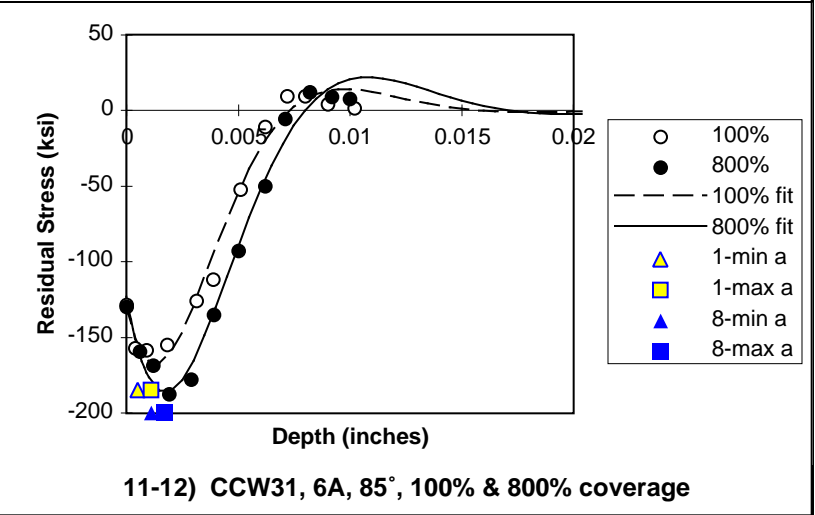 50
0
-50
-100
-150
-200
Residual Stress (ksi)
0
0.005
0.01
0.015
0.02
Depth (inches)
100%
800%
100% fit
800% fit
1-min a
1-max a
8-min a
8-max a
11-12) CCW31, 6A, 85˚, 100% & 800% coverage